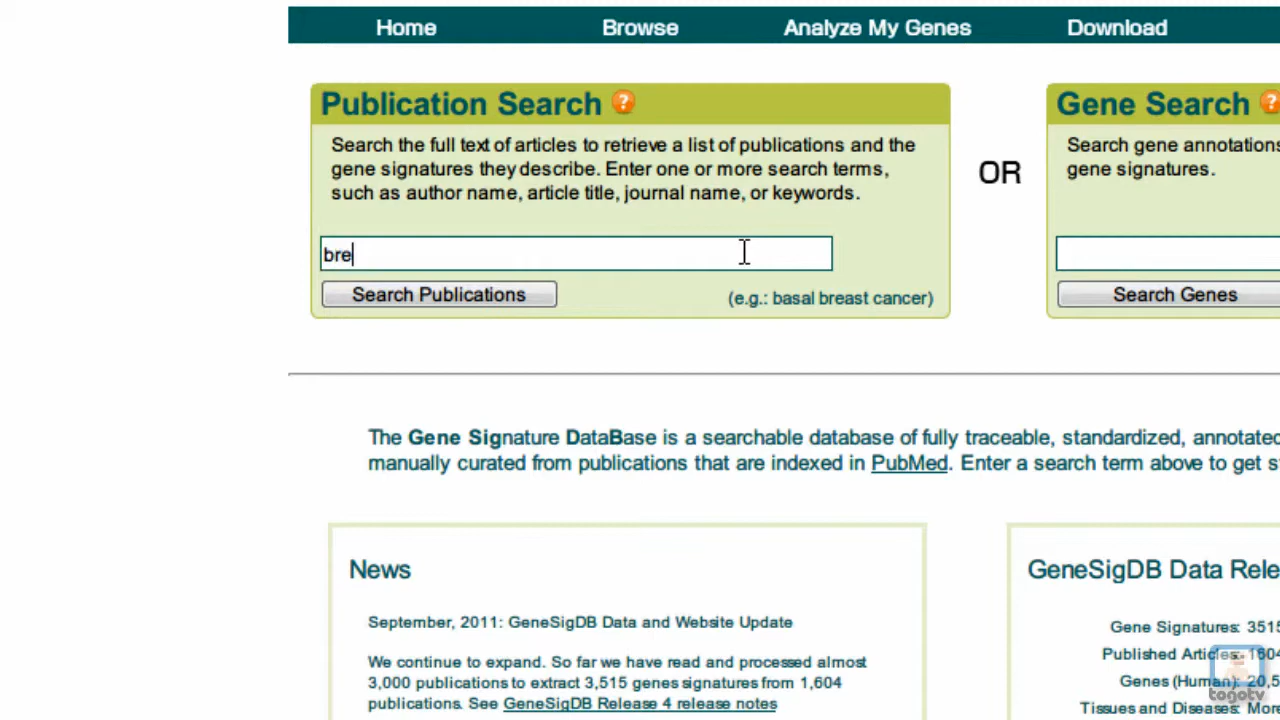 Home Browse Analyze My Genes Download
Publication Search ?
Search the full text of articles to retrieve a list of publications and the
gene signatures they describe. Enter one or more search terms,
such as author name, article title, journal name, or keywords.
bre
Search Publications
(e.g.: basal breast cancer)
OR
Gene Search ?
Search gene annotations
gene signatures.
Search Genes
The Gene Signature DataBase is a searchable database of fully traceable, standardized, annotated
manually curated from publications that are indexed in PubMed. Enter a search term above to get s
News
September, 2011: GeneSigDB Data and Website Update
We continue to expand. So far we have read and processed almost
3,000 publications to extract 3,515 genes signatures from 1,604
publications. See GeneSigDB Release 4 release notes
GeneSigDB Data Rele
Gene Signatures: 3515
Published Articles: 1604
Genes (Human): 20,5
Tissues and Diseases: More
togotv